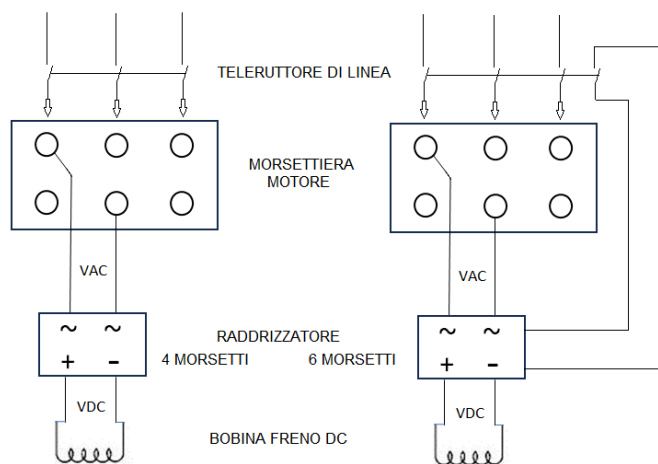 TELERUTTORE DI LINEA
MORSETTIERA
MOTORE
VAC
VAC
~ ~
+ -
RADDRIZZATORE
4 MORSETTI
6 MORSETTI
~ ~
+ -
VDC
VDC
BOBINA FRENO DC